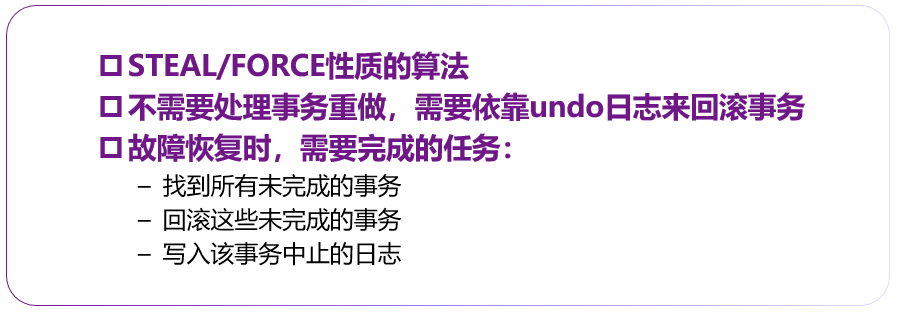 STEAL/FORCE性质的算法
不需要处理事务重做，需要依靠undo日志来回滚事务
故障恢复时，需要完成的任务：
– 找到所有未完成的事务
– 回滚这些未完成的事务
– 写入该事务中止的日志